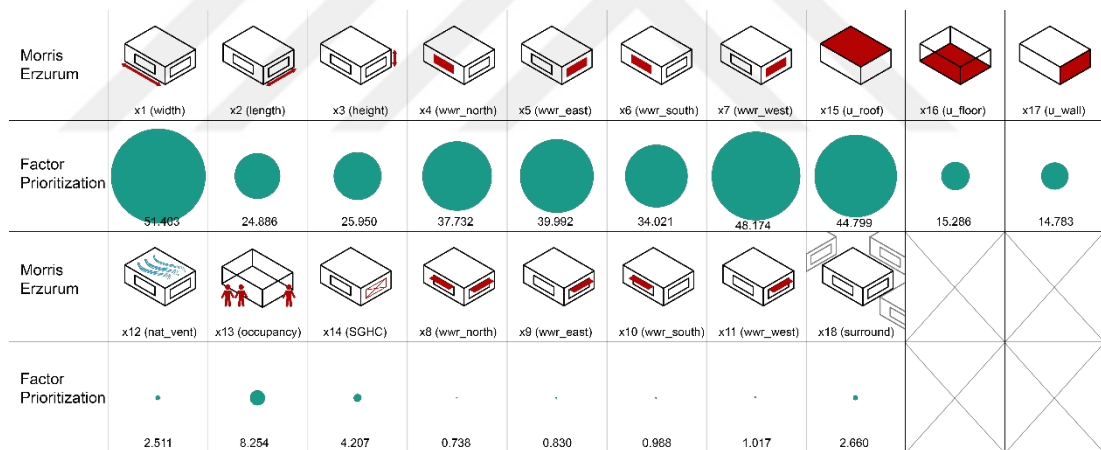 Morris
Erzurum
x1 (width) x2 (length) x3 (height) x4 (wwr_north) x5 (wwr_east) x6 (wwr_south) x7 (wwr_west) x15 (u_roof) x16 (u_floor) x17 (u_wall)
Factor
Prioritization
51.403 24.886 25.950 37.732 39.992 34.021 48.174 44.799 15.286 14.783
Morris
Erzurum
x12 (nat_vent) x13 (occupancy) x14 (SGHC) x8 (wwr_north) x9 (wwr_east) x10 (wwr_south) x11 (wwr_west) x18 (surround)
Factor
Prioritization
2.511 8.254 4.207 0.738 0.830 0.988 1.017 2.660